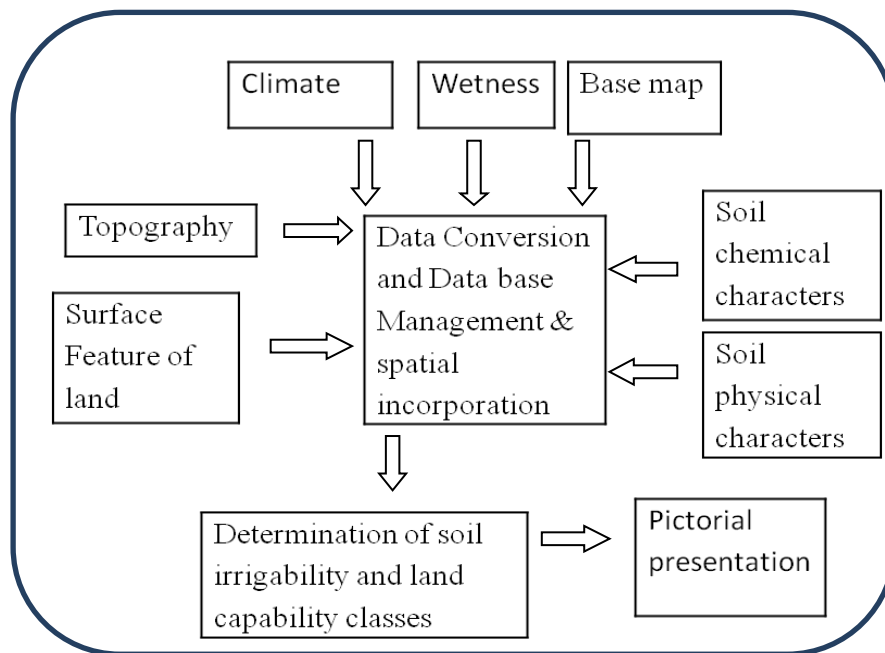 Climate
Wetness
Base map
Topography
Data Conversion
and Data base
Management &
spatial
incorporation
Soil
chemical
characters
Surface
Feature of
land
Soil
physical
characters
Determination of soil
irrigability and land
capability classes
Pictorial
presentation